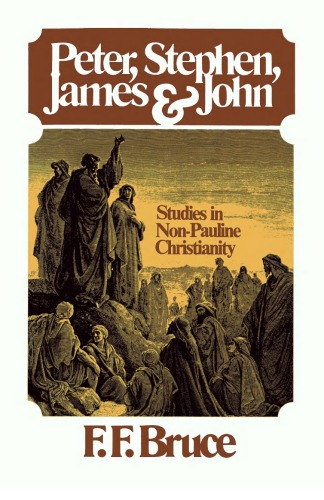 Peter, Stephen,
James & John
Studies in
Non-Pauline
Christianity
F.F. Bruce